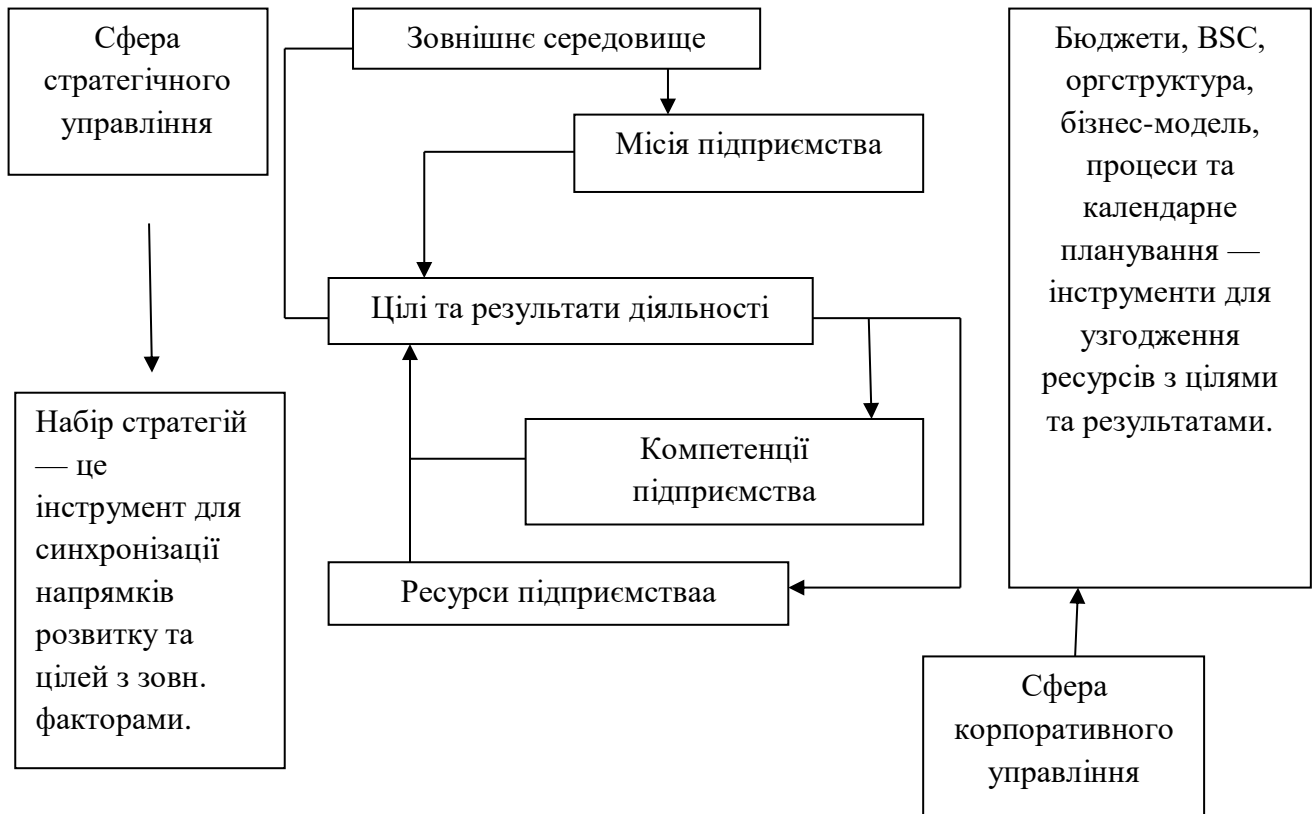 Сфера
стратегічного
управління
Зовнішнє середовище
Місія підприємства
Цілі та результати діяльності
Компетенції
підприємства
Ресурси підприємстваа
Набір стратегій
— це
інструмент для
синхронізації
напрямків
розвитку та
цілей з зовн.
факторами.
Бюджети, BSC,
оргструктура,
бізнес-модель,
процеси та
календарне
планування —
інструменти для
узгодження
ресурсів з цілями
та результатами.
Сфера
корпоративного
управління